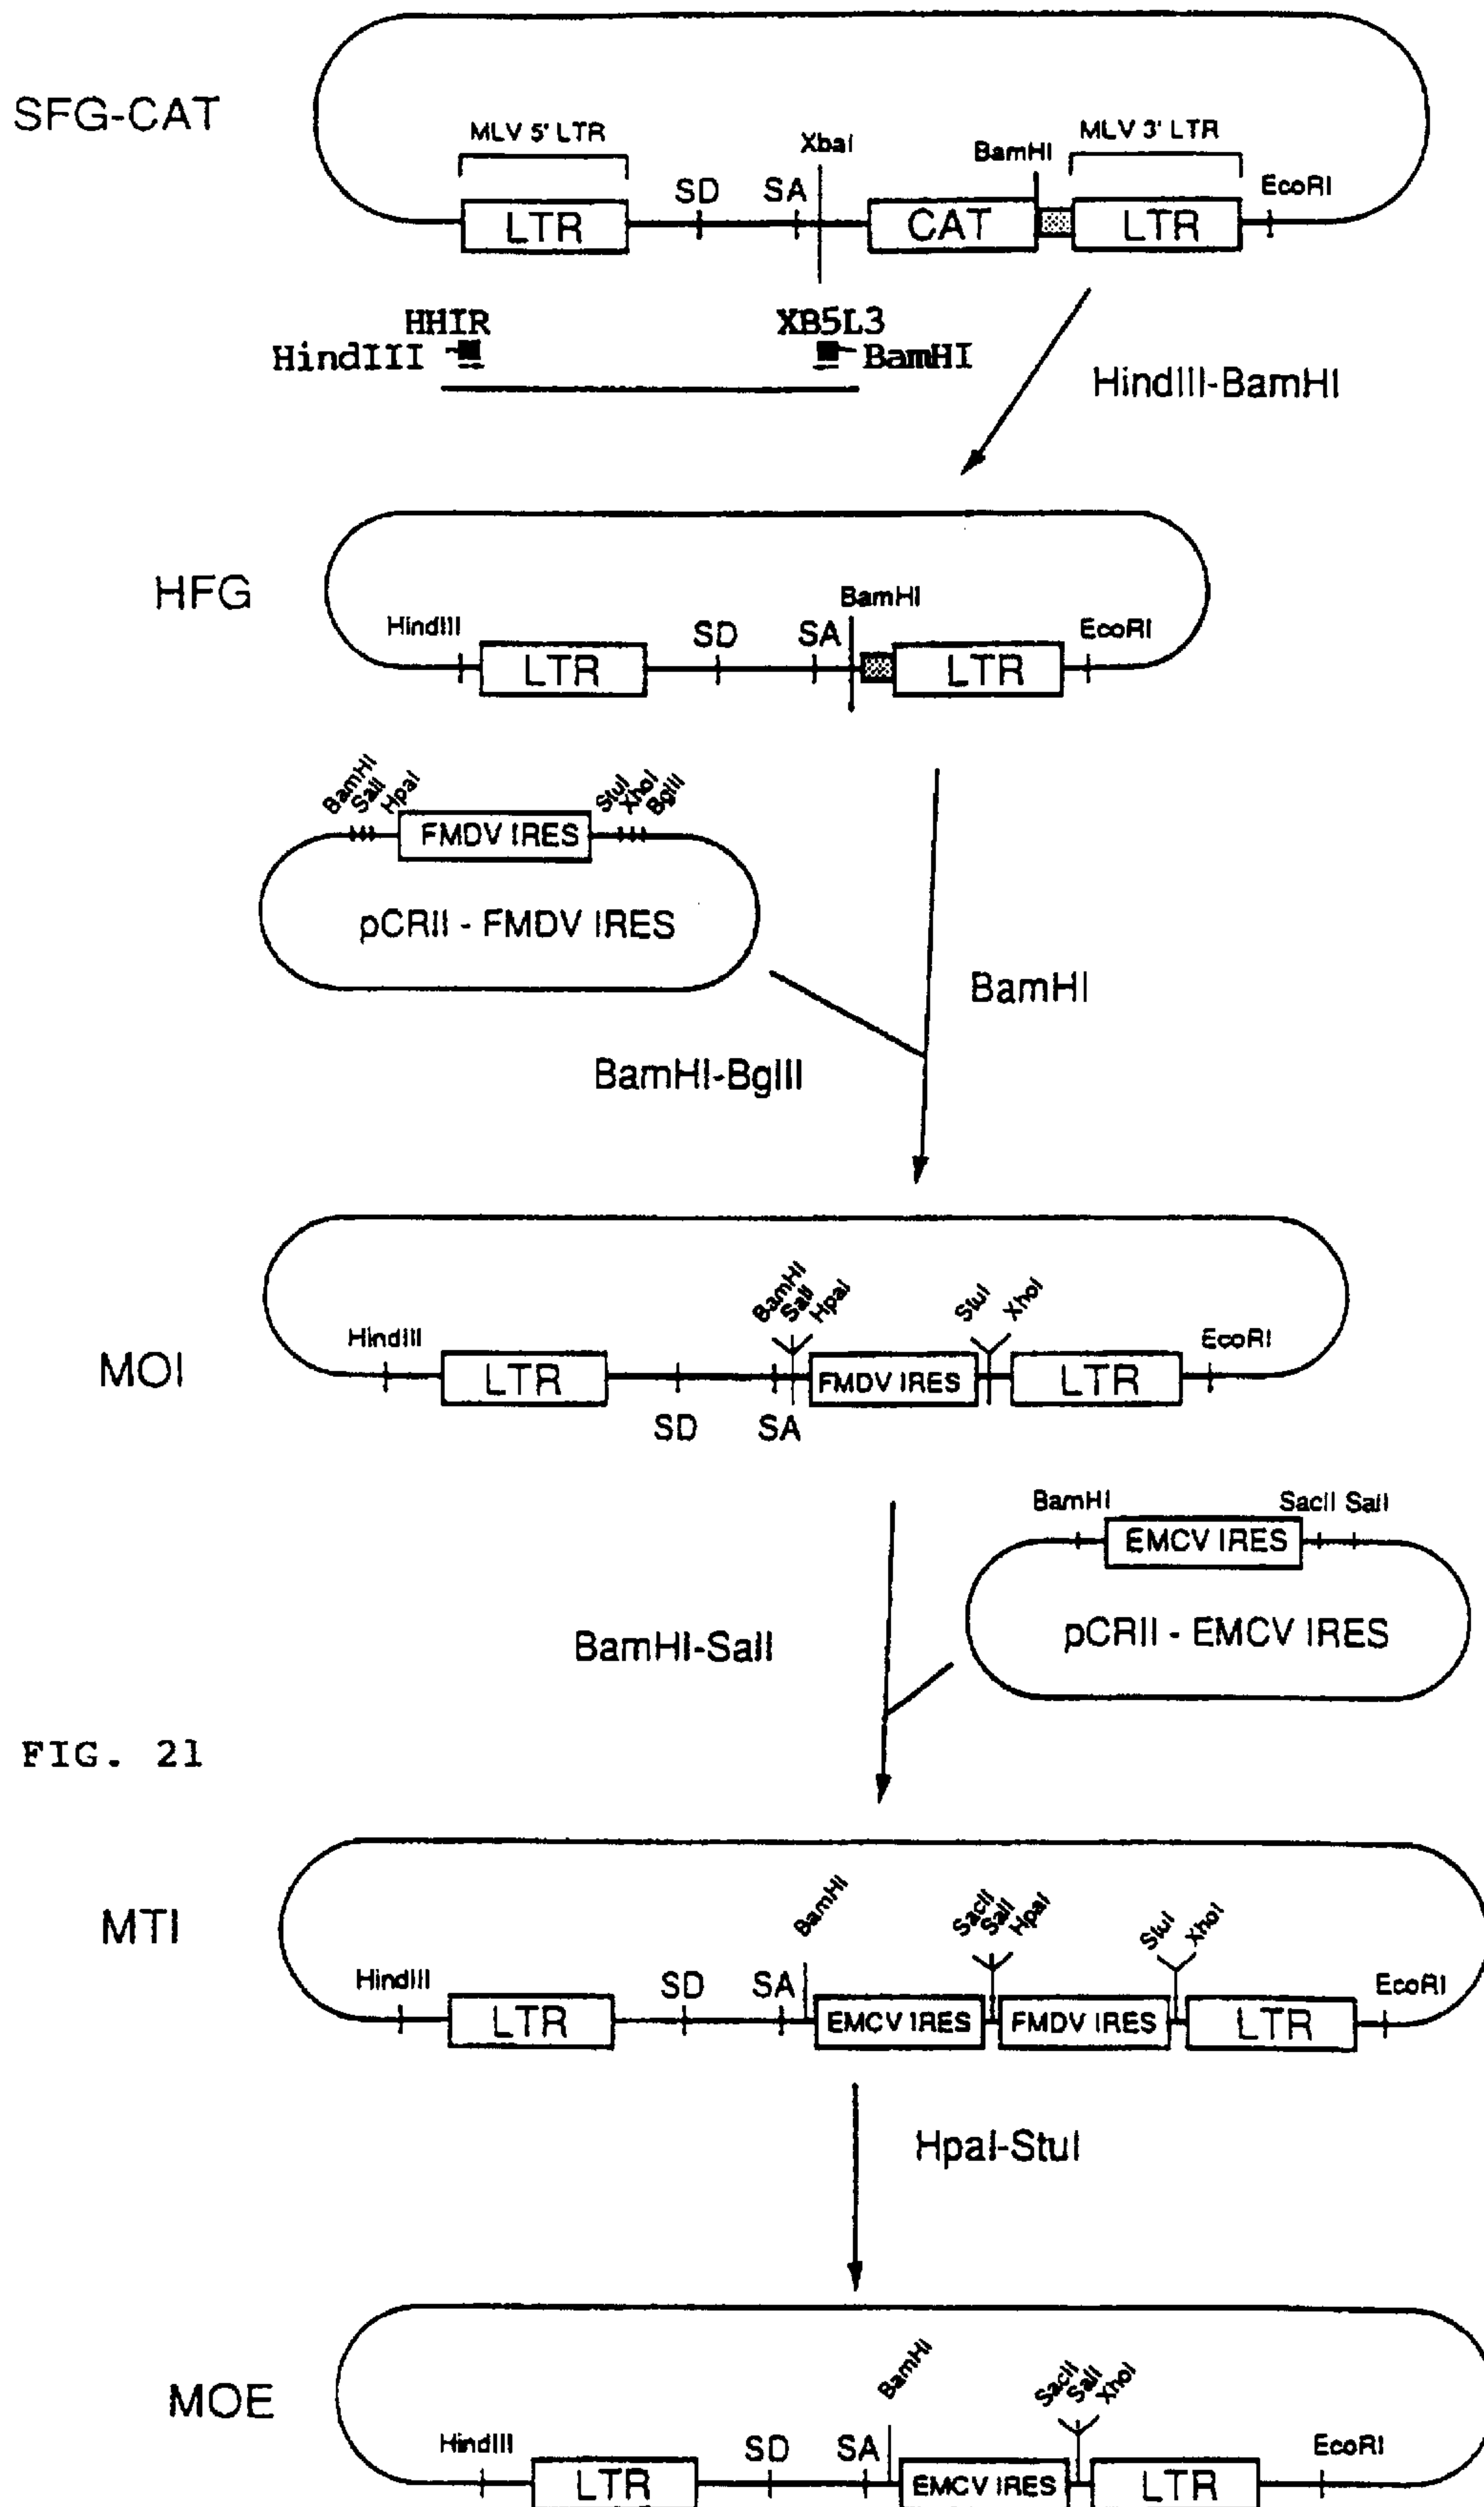 SFG-CAT
MLV 5' LTR
XbaI
BamHI
MLV 3' LTR
SD
SA
EcoRI
LTR
CAT
LTR
HHIR
XB5L3
HindIII
BamHI
HindIII-BamHI
HFG
HindIII
SD
SA
BamHI
EcoRI
LTR
LTR
BamHI
SalI
HpaI
StuI
XhoI
BglII
FMDV IRES
pCRII - FMDV IRES
BamHI
BamHI-BglII
MOI
HindIII
BamHI
SalI
HpaI
StuI
XhoI
EcoRI
LTR
FMDV IRES
LTR
SD
SA
BamHI
SacII SalI
EMCV IRES
pCRII - EMCV IRES
BamHI-SalI
FIG. 21
MTI
HindIII
SD
SA
BamHI
SacII
SalI
HpaI
StuI
XhoI
EcoRI
LTR
EMCV IRES
FMDV IRES
LTR
HpaI-StuI
MOE
HindIII
SD
SA
BamHI
SacII
SalI
XhoI
EcoRI
LTR
EMCV IRES
LTR